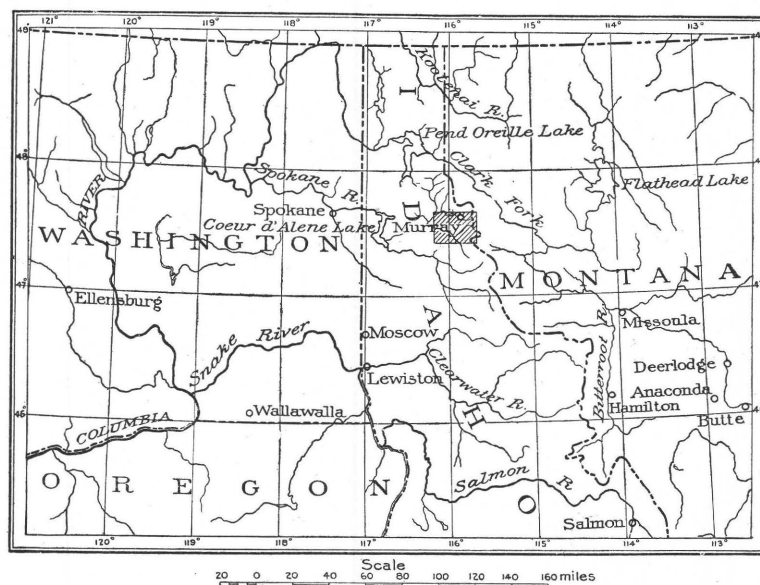 121° 120° 119° 118° 117° 116° 115° 114° 113°
Kootenai R.
I
Pend Oreille Lake
48°
Clark Fork
Spokane R.
Flathead Lake
RIVER
Spokane
D
Coeur d'Alene Lake
Murray
WASHINGTON
MONTANA
47°
Ellensburg
A
Missoula
Snake River
Moscow
Bitterroot R.
Deerlodge
Lewiston
Clearwater R.
Anaconda
Hamilton
46°
COLUMBIA
Wallawalla
H
Butte
OREGON
Salmon R.
O
Salmon
120° 119° 118° 117° 116° 115° 114° 113°
Scale
20 0 20 40 60 80 100 120 140 160 miles